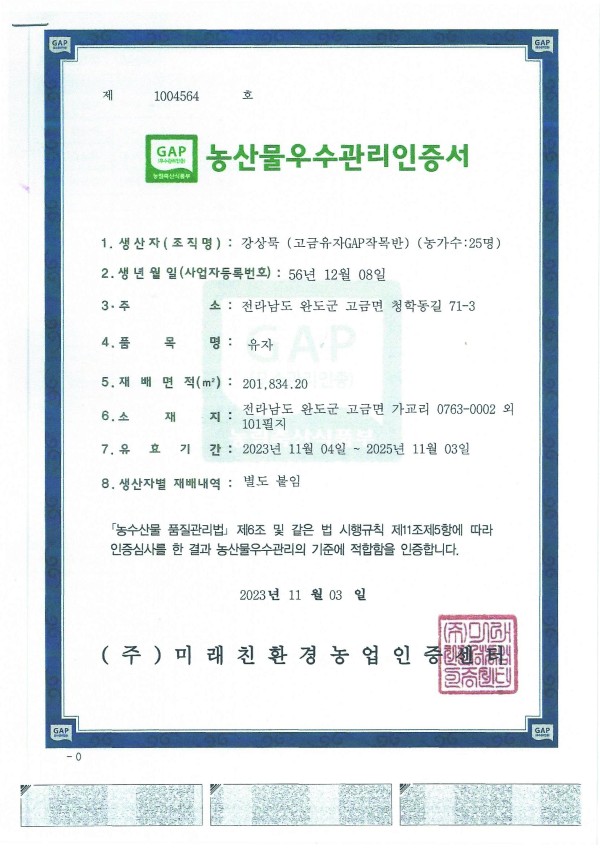 GAP
GAP
제 1004564 호
GAP
(우수관리인증)
농림축산식품부
농산물우수관리인증서
1. 생산자(조직명) : 강상묵 (고금유자GAP작목반) (농가수:25명)
2. 생년월일(사업자등록번호) : 56년 12월 08일
3. 주 소 : 전라남도 완도군 고금면 청학동길 71-3
4. 품 목 명 : 유자
5. 재 배 면 적(㎡) : 201,834.20
6. 소 재 지 : 전라남도 완도군 고금면 가교리 0763-0002 외
101필지
7. 유 효 기 간 : 2023년 11월 04일 ~ 2025년 11월 03일
8. 생산자별 재배내역 : 별도 붙임
GAP
「농수산물 품질관리법」 제6조 및 같은 법 시행규칙 제11조제5항에 따라
인증심사를 한 결과 농산물우수관리의 기준에 적합함을 인증합니다.
2023년 11 월 03 일
(주)미래친환경농업인증센터
GAP
GAP
- 0